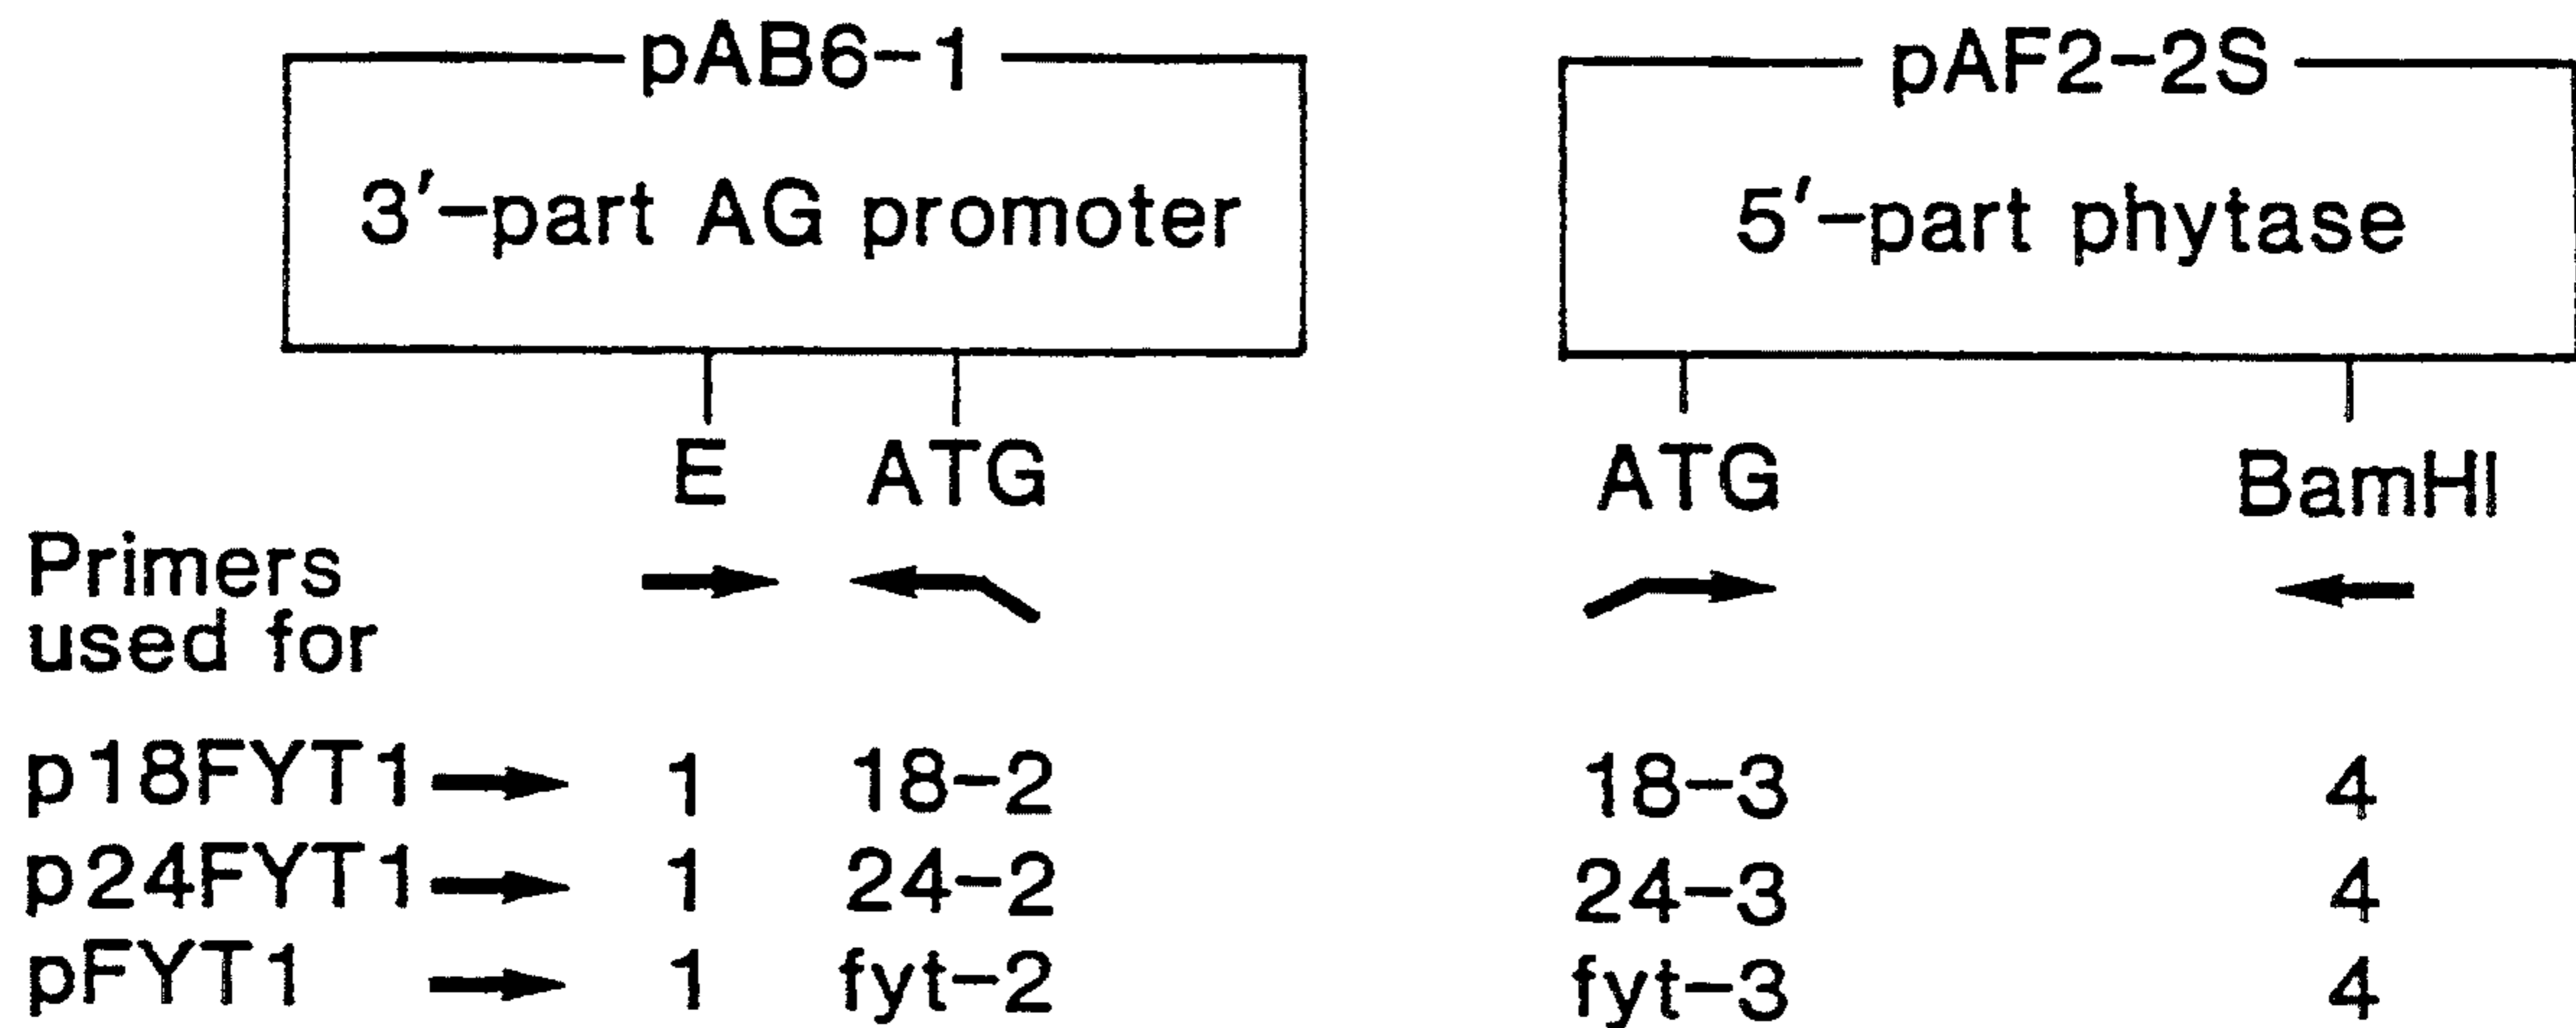 pAB6-1
pAF2-2S
3'-part AG promoter
5'-part phytase
E ATG
ATG BamHI
Primers
used for
p18FYT1 1 18-2 18-3 4
p24FYT1 1 24-2 24-3 4
pFYT1 1 fyt-2 fyt-3 4